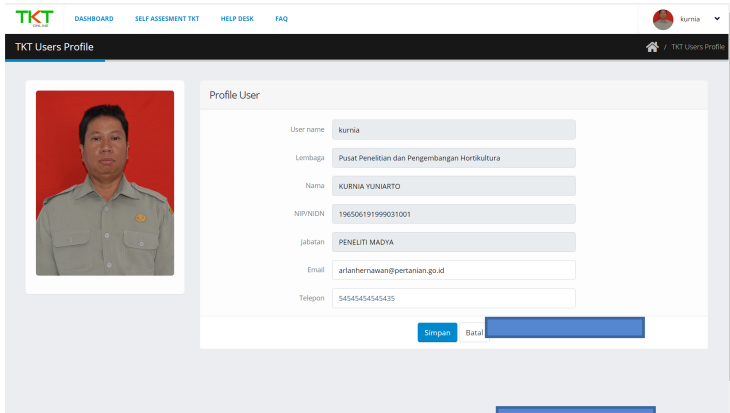 TKT
ONLINE
DASHBOARD SELF ASSESMENT TKT HELP DESK FAQ kurnia
TKT Users Profile / TKT Users Profile
Profile User
User name kurnia
Lembaga Pusat Penelitian dan Pengembangan Hortikultura
Nama KURNIA YUNIARTO
NIP/NIDN 196506191999031001
Jabatan PENELITI MADYA
Email arlanhernawan@pertanian.go.id
Telepon 54545454545435
Simpan Batal